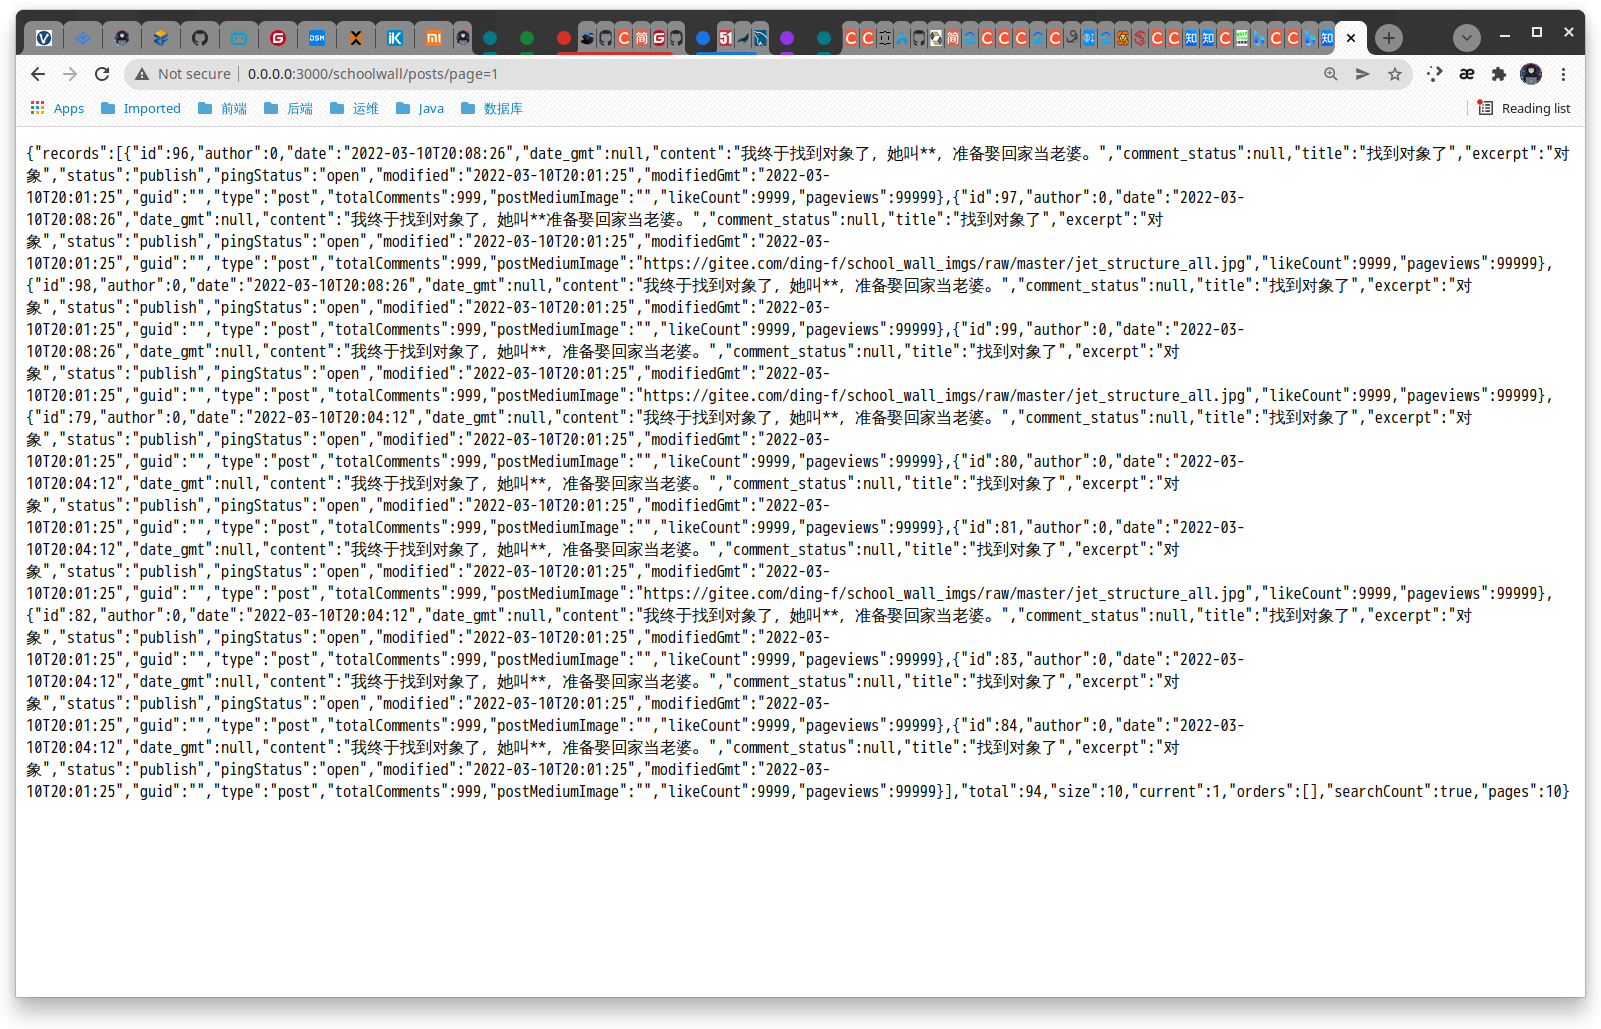 Not secure | 0.0.0.0:3000/schoolwall/posts/page=1
Apps Imported 前端 后端 运维 Java 数据库 Reading list
{"records":[{"id":96,"author":0,"date":"2022-03-10T20:08:26","date_gmt":null,"content":"我终于找到对象了，她叫**，准备娶回家当老婆。","comment_status":null,"title":"找到对象了","excerpt":"对
象","status":"publish","pingStatus":"open","modified":"2022-03-10T20:01:25","modifiedGmt":"2022-03-
10T20:01:25","guid":"","type":"post","totalComments":999,"postMediumImage":"","likeCount":9999,"pageviews":99999},{"id":97,"author":0,"date":"2022-03-
10T20:08:26","date_gmt":null,"content":"我终于找到对象了，她叫**准备娶回家当老婆。","comment_status":null,"title":"找到对象了","excerpt":"对
象","status":"publish","pingStatus":"open","modified":"2022-03-10T20:01:25","modifiedGmt":"2022-03-
10T20:01:25","guid":"","type":"post","totalComments":999,"postMediumImage":"https://gitee.com/ding-f/school_wall_imgs/raw/master/jet_structure_all.jpg","likeCount":9999,"pageviews":99999},
{"id":98,"author":0,"date":"2022-03-10T20:08:26","date_gmt":null,"content":"我终于找到对象了，她叫**，准备娶回家当老婆。","comment_status":null,"title":"找到对象了","excerpt":"对
象","status":"publish","pingStatus":"open","modified":"2022-03-10T20:01:25","modifiedGmt":"2022-03-
10T20:01:25","guid":"","type":"post","totalComments":999,"postMediumImage":"","likeCount":9999,"pageviews":99999},{"id":99,"author":0,"date":"2022-03-
10T20:08:26","date_gmt":null,"content":"我终于找到对象了，她叫**，准备娶回家当老婆。","comment_status":null,"title":"找到对象了","excerpt":"对
象","status":"publish","pingStatus":"open","modified":"2022-03-10T20:01:25","modifiedGmt":"2022-03-
10T20:01:25","guid":"","type":"post","totalComments":999,"postMediumImage":"https://gitee.com/ding-f/school_wall_imgs/raw/master/jet_structure_all.jpg","likeCount":9999,"pageviews":99999},
{"id":79,"author":0,"date":"2022-03-10T20:04:12","date_gmt":null,"content":"我终于找到对象了，她叫**，准备娶回家当老婆。","comment_status":null,"title":"找到对象了","excerpt":"对
象","status":"publish","pingStatus":"open","modified":"2022-03-10T20:01:25","modifiedGmt":"2022-03-
10T20:01:25","guid":"","type":"post","totalComments":999,"postMediumImage":"","likeCount":9999,"pageviews":99999},{"id":80,"author":0,"date":"2022-03-
10T20:04:12","date_gmt":null,"content":"我终于找到对象了，她叫**，准备娶回家当老婆。","comment_status":null,"title":"找到对象了","excerpt":"对
象","status":"publish","pingStatus":"open","modified":"2022-03-10T20:01:25","modifiedGmt":"2022-03-
10T20:01:25","guid":"","type":"post","totalComments":999,"postMediumImage":"","likeCount":9999,"pageviews":99999},{"id":81,"author":0,"date":"2022-03-
10T20:04:12","date_gmt":null,"content":"我终于找到对象了，她叫**，准备娶回家当老婆。","comment_status":null,"title":"找到对象了","excerpt":"对
象","status":"publish","pingStatus":"open","modified":"2022-03-10T20:01:25","modifiedGmt":"2022-03-
10T20:01:25","guid":"","type":"post","totalComments":999,"postMediumImage":"https://gitee.com/ding-f/school_wall_imgs/raw/master/jet_structure_all.jpg","likeCount":9999,"pageviews":99999},
{"id":82,"author":0,"date":"2022-03-10T20:04:12","date_gmt":null,"content":"我终于找到对象了，她叫**，准备娶回家当老婆。","comment_status":null,"title":"找到对象了","excerpt":"对
象","status":"publish","pingStatus":"open","modified":"2022-03-10T20:01:25","modifiedGmt":"2022-03-
10T20:01:25","guid":"","type":"post","totalComments":999,"postMediumImage":"","likeCount":9999,"pageviews":99999},{"id":83,"author":0,"date":"2022-03-
10T20:04:12","date_gmt":null,"content":"我终于找到对象了，她叫**，准备娶回家当老婆。","comment_status":null,"title":"找到对象了","excerpt":"对
象","status":"publish","pingStatus":"open","modified":"2022-03-10T20:01:25","modifiedGmt":"2022-03-
10T20:01:25","guid":"","type":"post","totalComments":999,"postMediumImage":"","likeCount":9999,"pageviews":99999},{"id":84,"author":0,"date":"2022-03-
10T20:04:12","date_gmt":null,"content":"我终于找到对象了，她叫**，准备娶回家当老婆。","comment_status":null,"title":"找到对象了","excerpt":"对
象","status":"publish","pingStatus":"open","modified":"2022-03-10T20:01:25","modifiedGmt":"2022-03-
10T20:01:25","guid":"","type":"post","totalComments":999,"postMediumImage":"","likeCount":9999,"pageviews":99999}],"total":94,"size":10,"current":1,"orders":[],"searchCount":true,"pages":10}